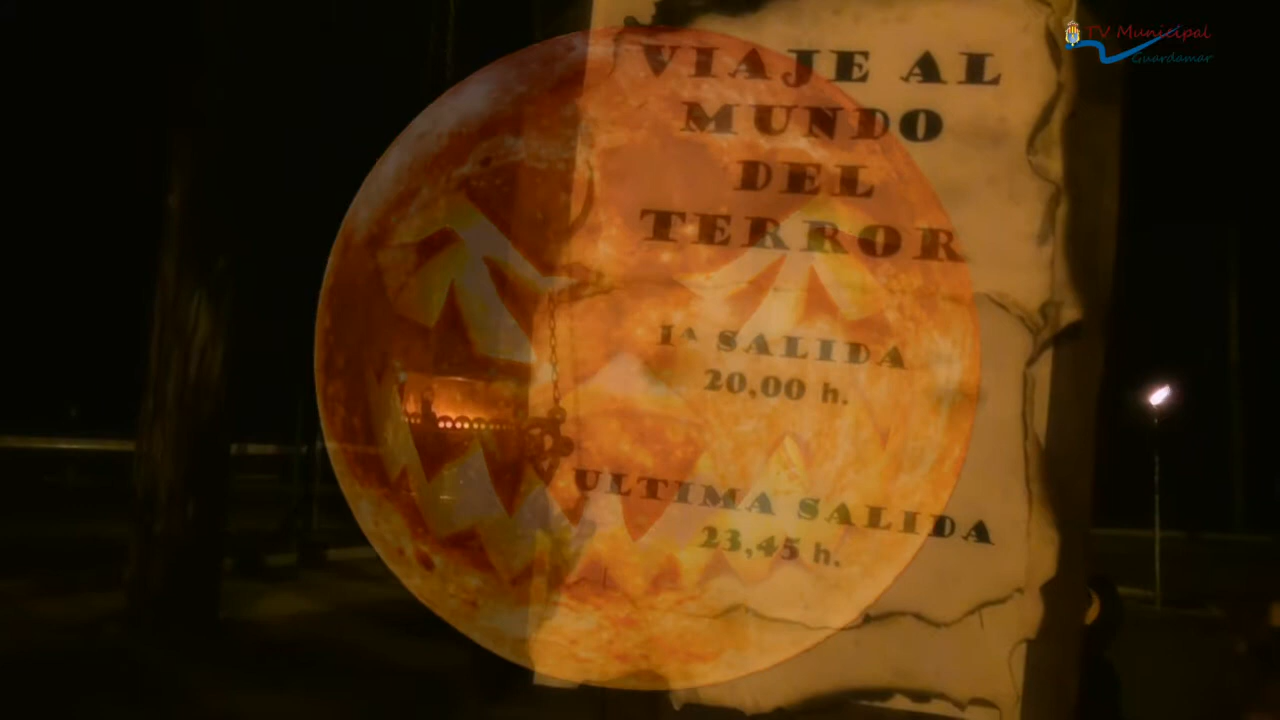 TV Municipal
Guardamar
VIAJE AL
MUNDO
DEL
TERROR
1ª SALIDA
20,00 h.
ULTIMA SALIDA
23,45 h.